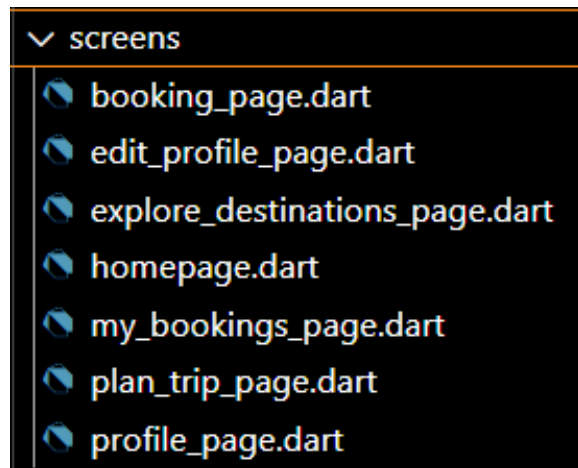 screens
booking_page.dart
edit_profile_page.dart
explore_destinations_page.dart
homepage.dart
my_bookings_page.dart
plan_trip_page.dart
profile_page.dart